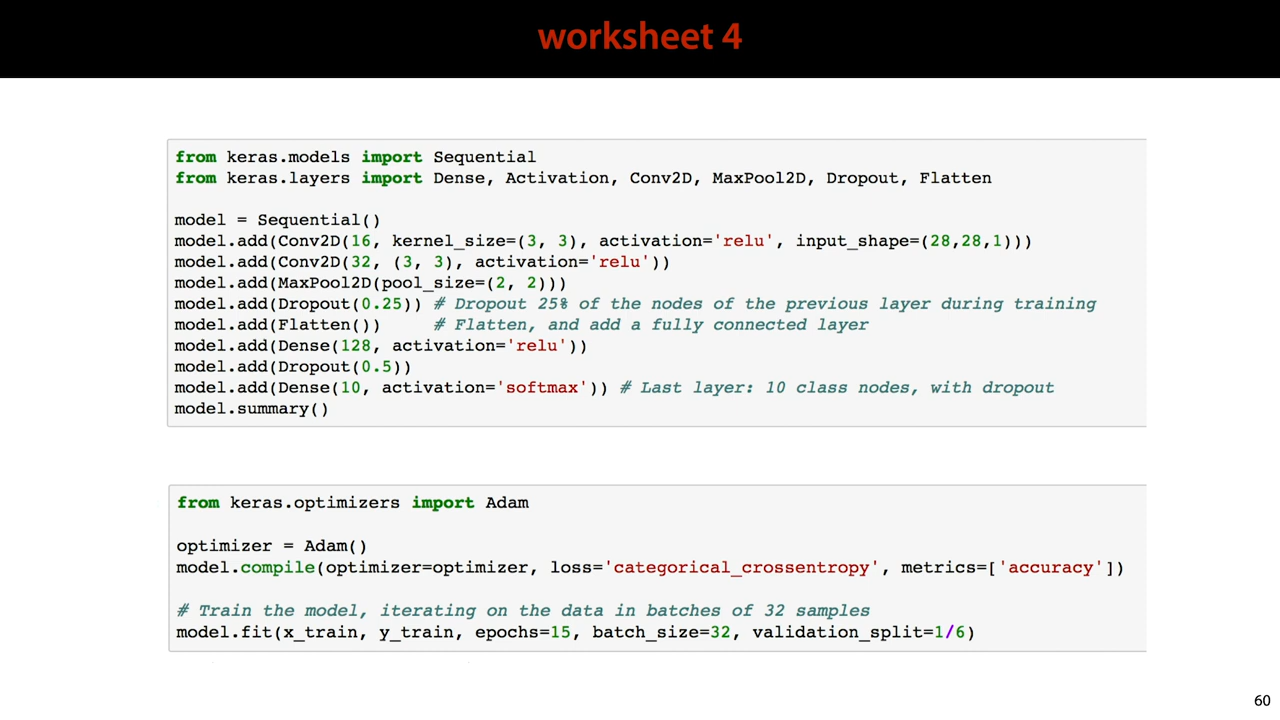 worksheet 4
from keras.models import Sequential
from keras.layers import Dense, Activation, Conv2D, MaxPool2D, Dropout, Flatten
model = Sequential()
model.add(Conv2D(16, kernel_size=(3, 3), activation='relu', input_shape=(28,28,1)))
model.add(Conv2D(32, (3, 3), activation='relu'))
model.add(MaxPool2D(pool_size=(2, 2)))
model.add(Dropout(0.25)) # Dropout 25% of the nodes of the previous layer during training
model.add(Flatten())     # Flatten, and add a fully connected layer
model.add(Dense(128, activation='relu'))
model.add(Dropout(0.5))
model.add(Dense(10, activation='softmax')) # Last layer: 10 class nodes, with dropout
model.summary()
from keras.optimizers import Adam
optimizer = Adam()
model.compile(optimizer=optimizer, loss='categorical_crossentropy', metrics=['accuracy'])
# Train the model, iterating on the data in batches of 32 samples
model.fit(x_train, y_train, epochs=15, batch_size=32, validation_split=1/6)
60